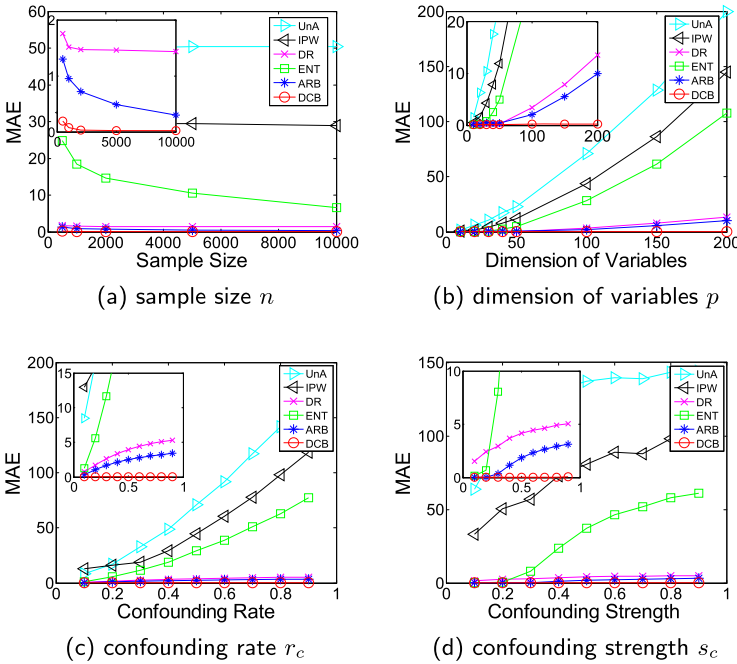 60
50
40
30
20
10
0
MAE
2
1
0
0
5000
10000
UnA
IPW
DR
ENT
ARB
DCB
0
2000
4000
6000
8000
10000
Sample Size
(a) sample size n
200
150
100
50
0
MAE
20
10
0
0
100
200
UnA
IPW
DR
ENT
ARB
DCB
0
50
100
150
200
Dimension of Variables
(b) dimension of variables p
200
150
100
50
0
MAE
15
10
5
0
0
0.5
1
UnA
IPW
DR
ENT
ARB
DCB
0
0.2
0.4
0.6
0.8
1
Confounding Rate
(c) confounding rate r_c
150
100
50
0
MAE
10
5
0
0
0.5
1
UnA
IPW
DR
ENT
ARB
DCB
0
0.2
0.4
0.6
0.8
1
Confounding Strength
(d) confounding strength s_c